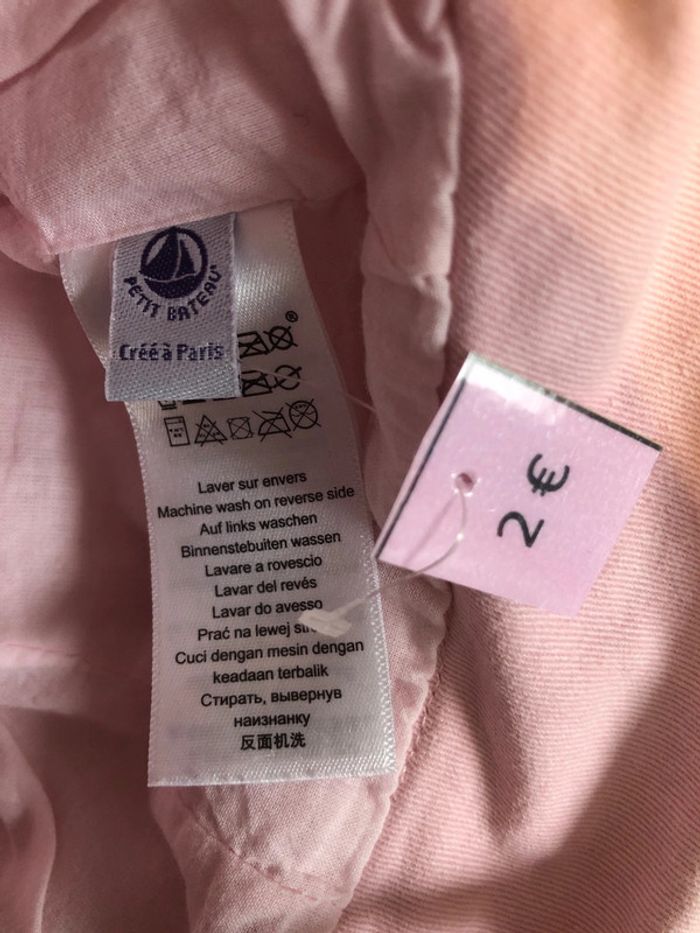 PETIT BATEAU
Créé à Paris
Laver sur envers
Machine wash on reverse side
Auf links waschen
Binnenstebuiten wassen
Lavare a rovescio
Lavar del revés
Lavar do avesso
Prać na lewej
Cuci dengan mesin dengan
keadaan terbalik
Стирать, вывернув
наизнанку
反面机洗
2 €